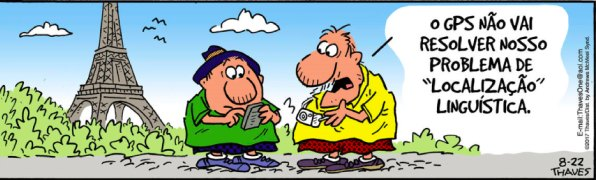 O GPS NÃO VAI
RESOLVER NOSSO
PROBLEMA DE
"LOCALIZAÇÃO"
LINGUÍSTICA.
E-mail:ThavesOne@aol.com
©2017 Thaves/Dist. by Andrews McMeel Synd.
8-22
THAVES